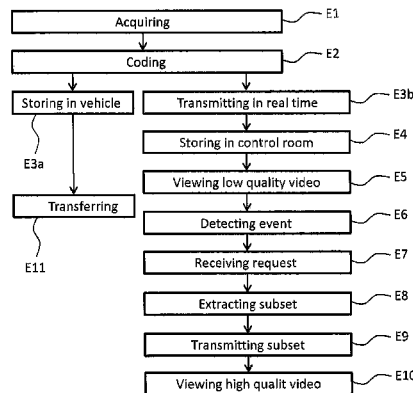 Acquiring
E1
Coding
E2
Storing in vehicle
E3a
Transmitting in real time
E3b
Storing in control room
E4
Viewing low quality video
E5
Transferring
E11
Detecting event
E6
Receiving request
E7
Extracting subset
E8
Transmitting subset
E9
Viewing high qualit video
E10